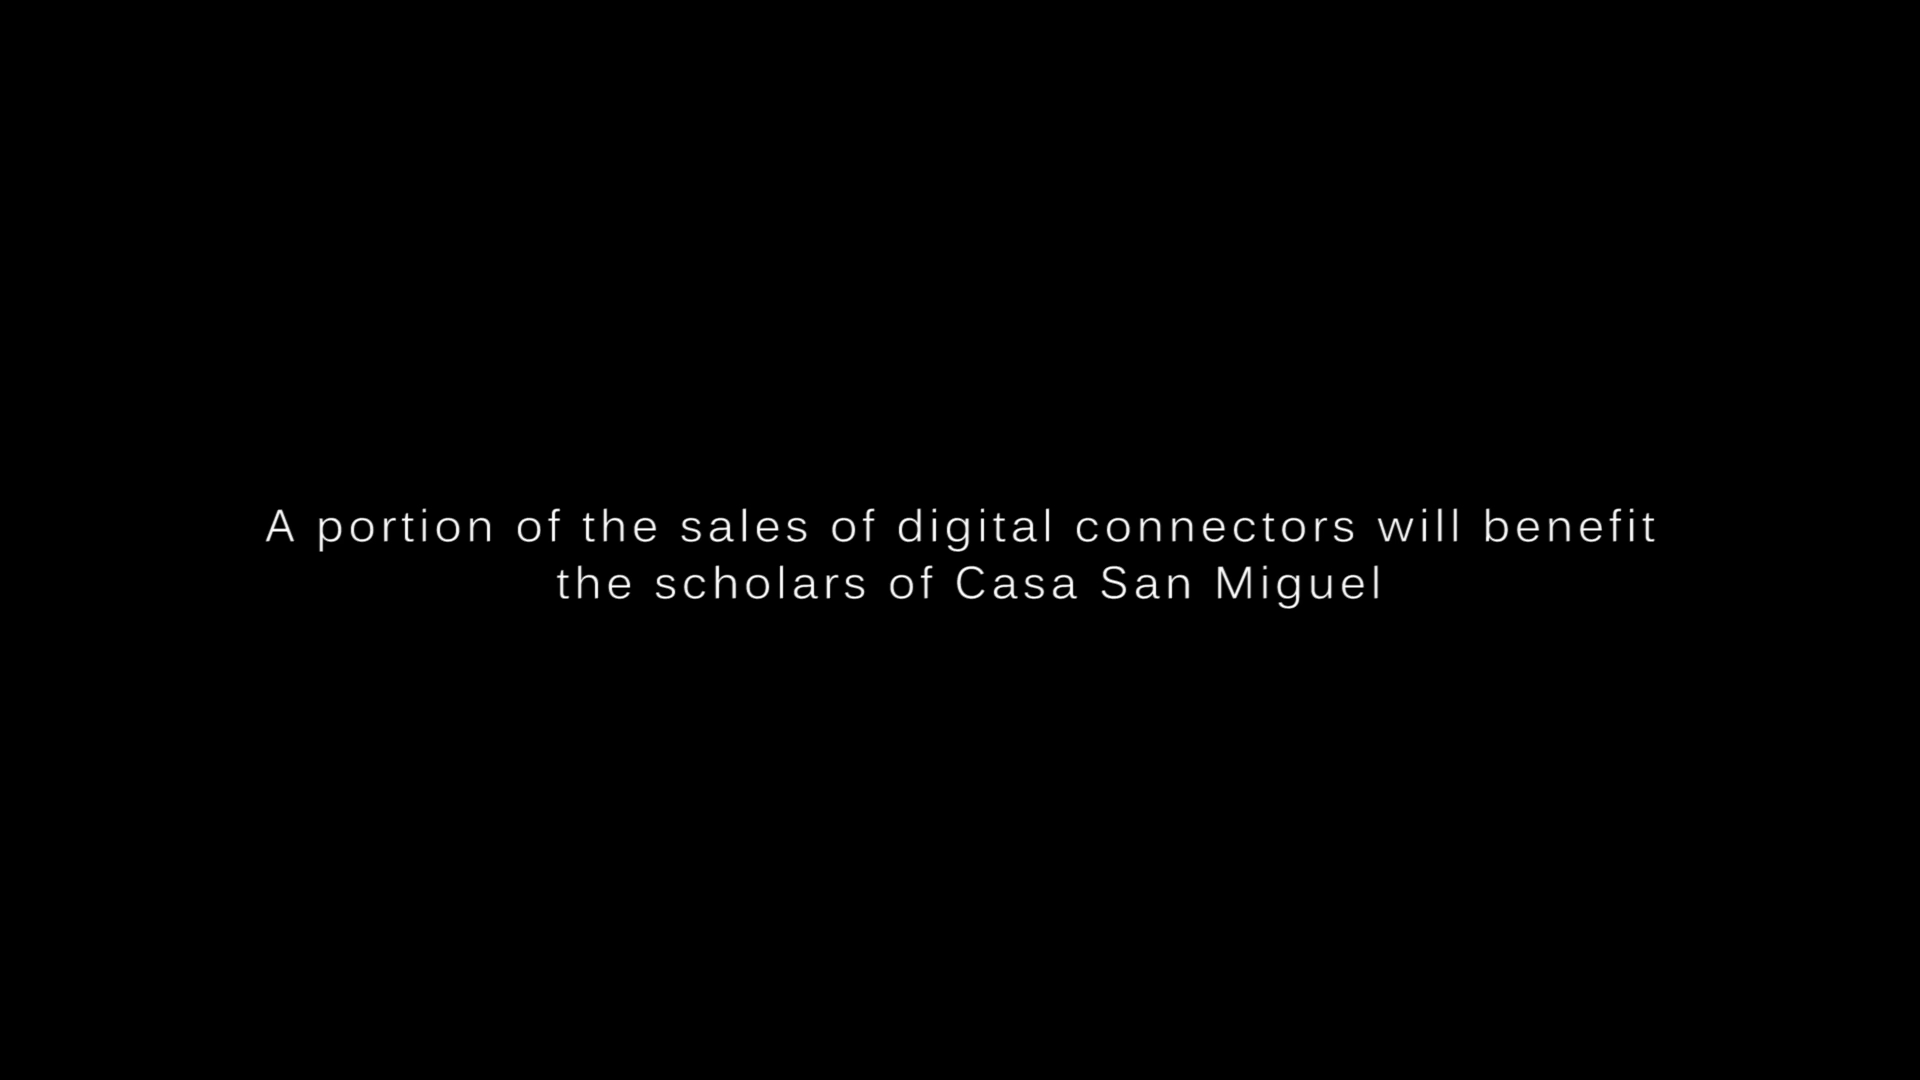 A portion of the sales of digital connectors will benefit
the scholars of Casa San Miguel